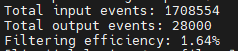 Total input events: 1708554
Total output events: 28000
Filtering efficiency: 1.64%